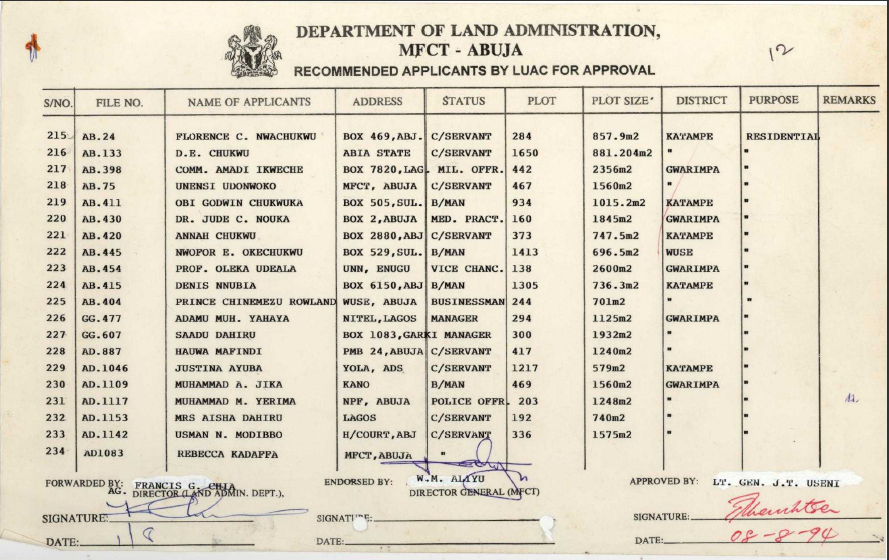 DEPARTMENT OF LAND ADMINISTRATION,
MFCT - ABUJA
12
RECOMMENDED APPLICANTS BY LUAC FOR APPROVAL
S/NO. FILE NO. NAME OF APPLICANTS ADDRESS STATUS PLOT PLOT SIZE DISTRICT PURPOSE REMARKS
215 AB.24 FLORENCE C. NWACHUKWU BOX 469,ABJ. C/SERVANT 284 857.9m2 KATAMPE RESIDENTIAL
216 AB.133 D.E. CHUKWU ABIA STATE C/SERVANT 1650 881.204m2 " "
217 AB.398 COMM. AMADI IKWECHE BOX 7820,LAG. MIL. OFFR. 442 2356m2 GWARIMPA "
218 AB.75 UNENSI UDONWOKO MFCT, ABUJA C/SERVANT 467 1560m2 " "
219 AB.411 OBI GODWIN CHUKWUKA BOX 505,SUL. B/MAN 934 1015.2m2 KATAMPE "
220 AB.430 DR. JUDE C. NOUKA BOX 2,ABUJA MED. PRACT. 160 1845m2 GWARIMPA "
221 AB.420 ANNAH CHUKWU BOX 2880,ABJ C/SERVANT 373 747.5m2 KATAMPE "
222 AB.445 NWOFOR E. OKECHUKWU BOX 529,SUL. B/MAN 1413 696.5m2 WUSE "
223 AB.454 PROF. OLEKA UDEALA UNN, ENUGU VICE CHANC. 138 2600m2 GWARIMPA "
224 AB.415 DENIS NNUBIA BOX 6150,ABJ B/MAN 1305 736.3m2 KATAMPE "
225 AB.404 PRINCE CHINEMEZU ROWLAND WUSE, ABUJA BUSINESSMAN 244 701m2 " "
226 GG.477 ADAMU MUH. YAHAYA NITEL,LAGOS MANAGER 294 1125m2 GWARIMPA "
227 GG.607 SAADU DAHIRU BOX 1083,GARKI MANAGER 300 1932m2 " "
228 AD.887 HAUWA MAFINDI PMB 24,ABUJA C/SERVANT 417 1240m2 " "
229 AD.1046 JUSTINA AYUBA YOLA, ADS C/SERVANT 1217 579m2 KATAMPE "
230 AD.1109 MUHAMMAD A. JIKA KANO B/MAN 469 1560m2 GWARIMPA "
231 AD.1117 MUHAMMAD M. YERIMA NPF, ABUJA POLICE OFFR. 203 1248m2 " "
232 AD.1153 MRS AISHA DAHIRU LAGOS C/SERVANT 192 740m2 " "
233 AD.1142 USMAN N. MODIBBO H/COURT,ABJ C/SERVANT 336 1575m2 " "
234 AD1083 REBECCA KADAFFA MFCT,ABUJA "
FORWARDED BY: FRANCIS G. CHIA ENDORSED BY: W.M. ALIYU APPROVED BY: LT. GEN. J.T. USENI
AG. DIRECTOR (LAND ADMIN. DEPT.). DIRECTOR GENERAL (MFCT)
SIGNATURE: SIGNATURE: SIGNATURE:
DATE: 1/8 DATE: DATE: 08-8-94